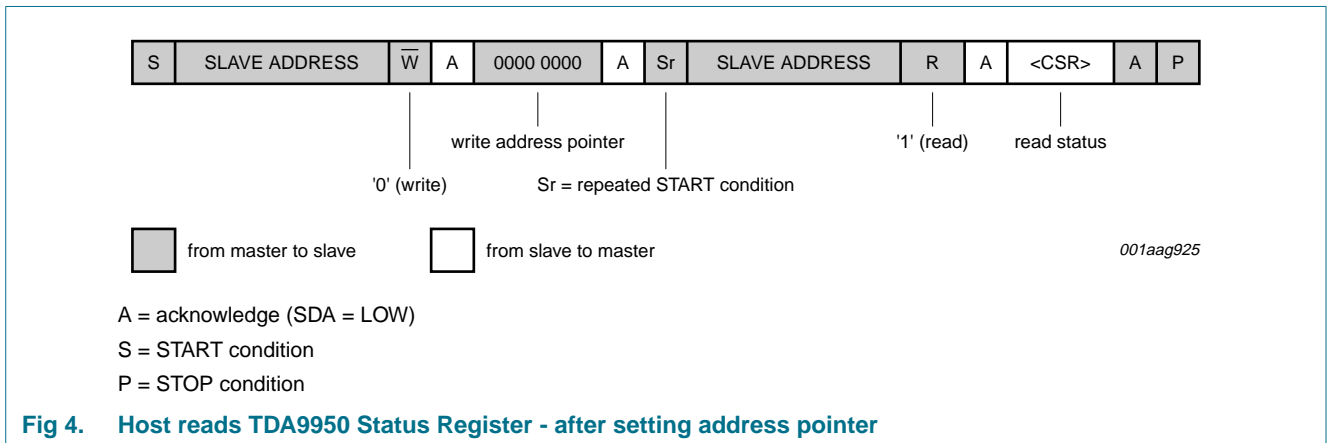 S SLAVE ADDRESS W̅ A 0000 0000 A Sr SLAVE ADDRESS R A <CSR> A P
write address pointer '1' (read) read status
'0' (write) Sr = repeated START condition
from master to slave from slave to master 001aag925
A = acknowledge (SDA = LOW)
S = START condition
P = STOP condition
Fig 4. Host reads TDA9950 Status Register - after setting address pointer